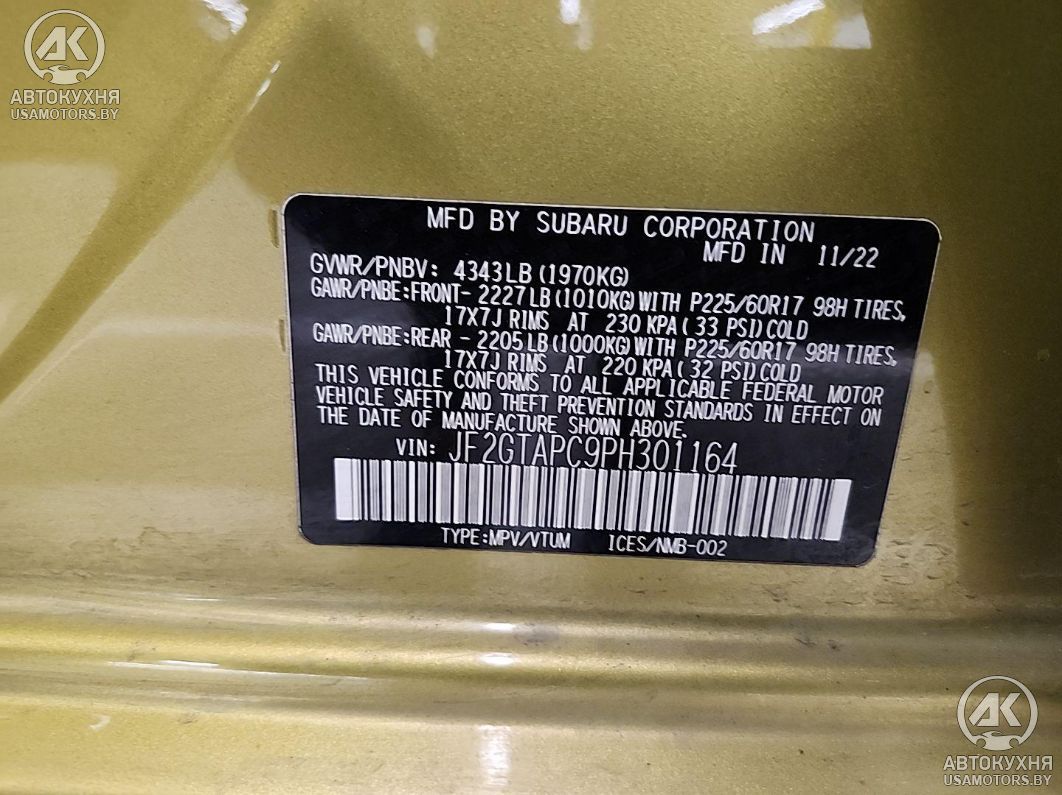 AK
АВТОКУХНЯ
USAMOTORS.BY
MFD BY SUBARU CORPORATION
MFD IN 11/22
GVWR/PNBV: 4343LB (1970KG)
GAWR/PNBE:FRONT- 2227LB (1010KG) WITH P225/60R17 98H TIRES,
17X7J RIMS AT 230 KPA ( 33 PSI) COLD
GAWR/PNBE:REAR - 2205LB (1000KG) WITH P225/60R17 98H TIRES,
17X7J RIMS AT 220 KPA ( 32 PSI) COLD
THIS VEHICLE CONFORMS TO ALL APPLICABLE FEDERAL MOTOR
VEHICLE SAFETY AND THEFT PREVENTION STANDARDS IN EFFECT ON
THE DATE OF MANUFACTURE SHOWN ABOVE.
VIN: JF2GTAPC9PH301164
TYPE:MPV/VTUM ICES/NMB-002
AK
АВТОКУХНЯ
USAMOTORS.BY